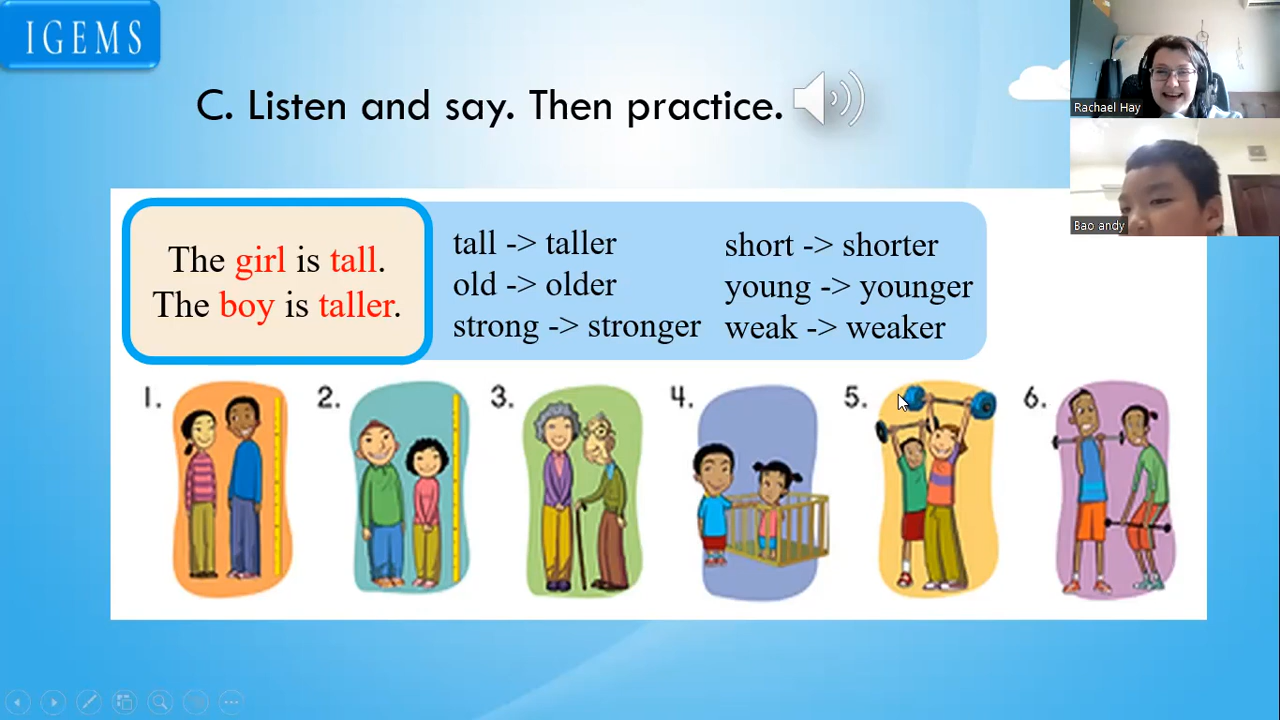 IGEMS
C. Listen and say. Then practice.
Rachael Hay
Bao andy
The girl is tall.
The boy is taller.
tall -> taller
old -> older
strong -> stronger
short -> shorter
young -> younger
weak -> weaker
1.
2.
3.
4.
5.
6.